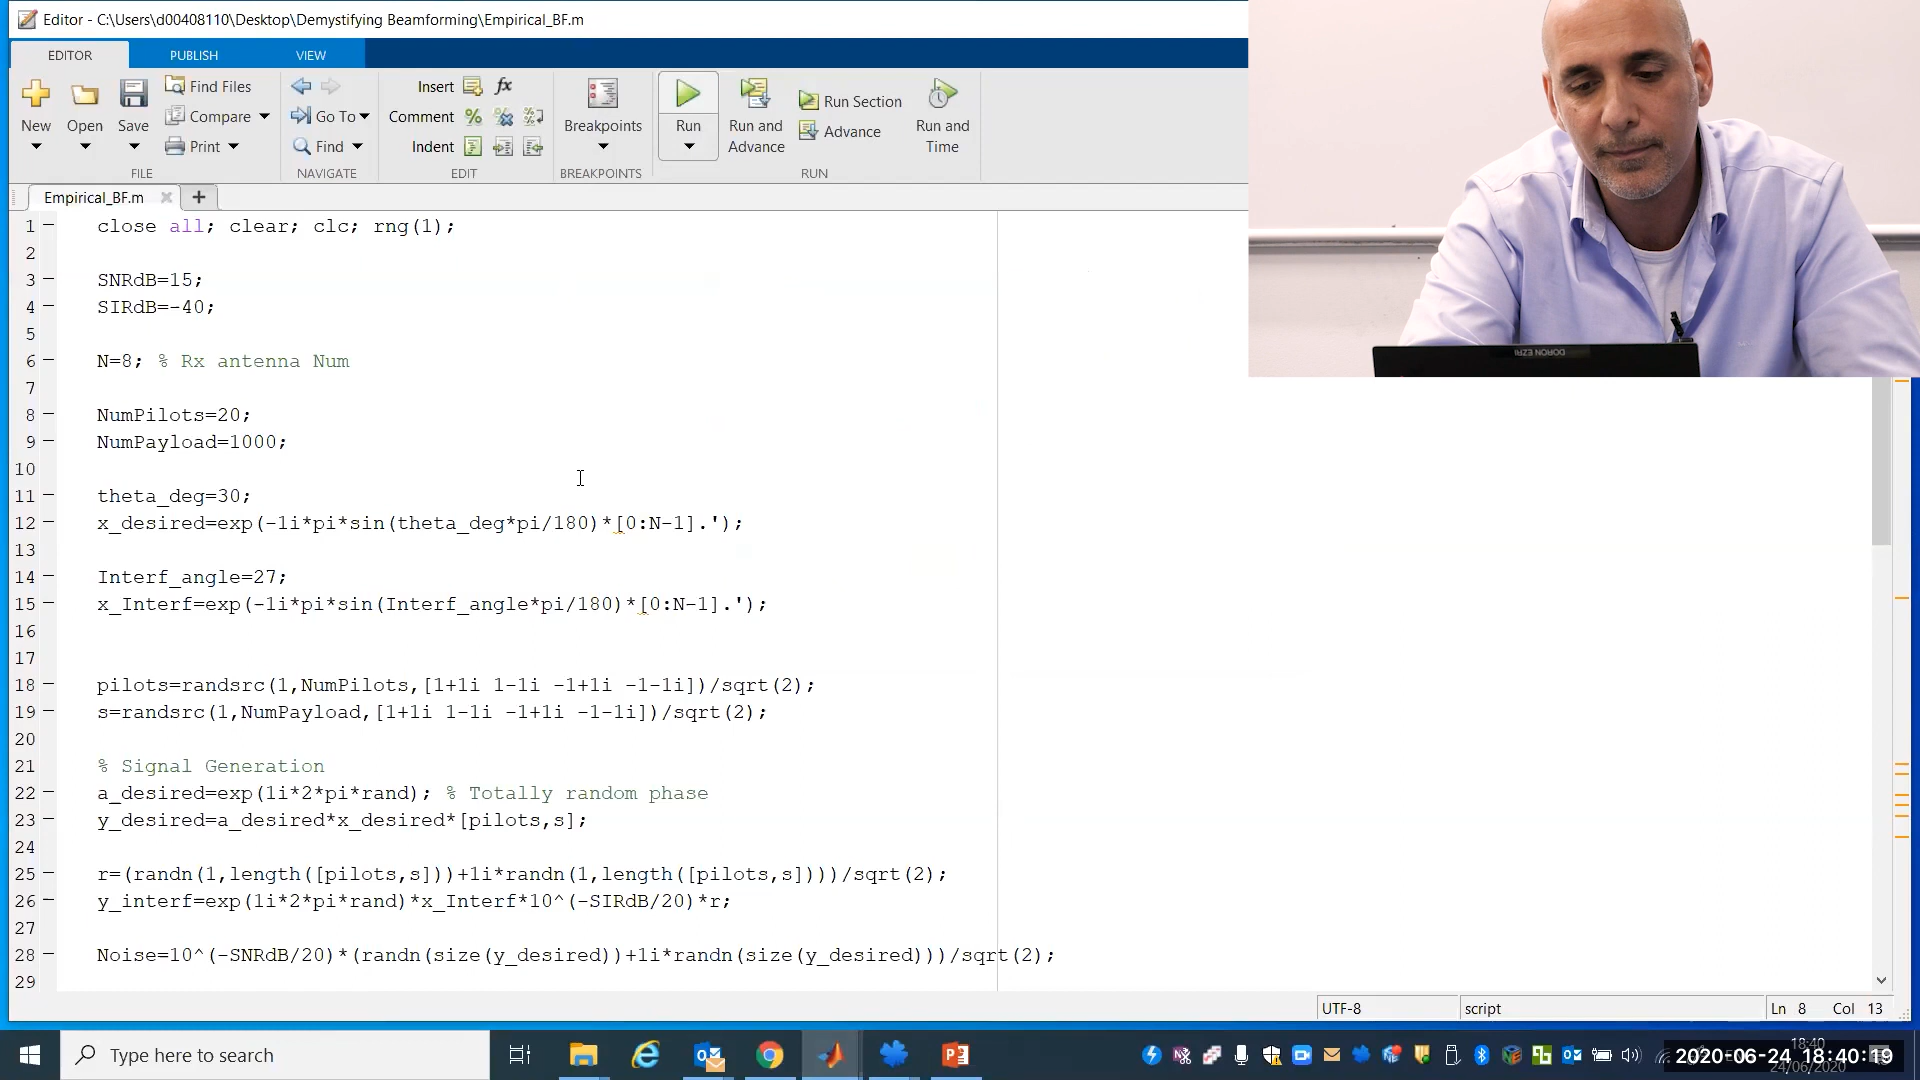 Editor - C:\Users\d00408110\Desktop\Demystifying Beamforming\Empirical_BF.m
EDITOR PUBLISH VIEW
New Open Save Find Files Compare Print
Go To Find
Insert fx
Comment
Indent
Breakpoints
Run
Run and Advance
Run Section
Advance
Run and Time
FILE NAVIGATE EDIT BREAKPOINTS RUN
Empirical_BF.m
1 close all; clear; clc; rng(1);
2
3 SNRdB=15;
4 SIRdB=-40;
5
6 N=8; % Rx antenna Num
7
8 NumPilots=20;
9 NumPayload=1000;
10
11 theta_deg=30;
12 x_desired=exp(-1i*pi*sin(theta_deg*pi/180)*[0:N-1].');
13
14 Interf_angle=27;
15 x_Interf=exp(-1i*pi*sin(Interf_angle*pi/180)*[0:N-1].');
16
17
18 pilots=randsrc(1,NumPilots,[1+1i 1-1i -1+1i -1-1i])/sqrt(2);
19 s=randsrc(1,NumPayload,[1+1i 1-1i -1+1i -1-1i])/sqrt(2);
20
21 % Signal Generation
22 a_desired=exp(1i*2*pi*rand); % Totally random phase
23 y_desired=a_desired*x_desired*[pilots,s];
24
25 r=(randn(1,length([pilots,s]))+1i*randn(1,length([pilots,s])))/sqrt(2);
26 y_interf=exp(1i*2*pi*rand)*x_Interf*10^(-SIRdB/20)*r;
27
28 Noise=10^(-SNRdB/20)*(randn(size(y_desired))+1i*randn(size(y_desired)))/sqrt(2);
29
UTF-8 script Ln 8 Col 13
DORON EZRI
Type here to search
18:40
2020-06-24 18:40:19
24/06/2020